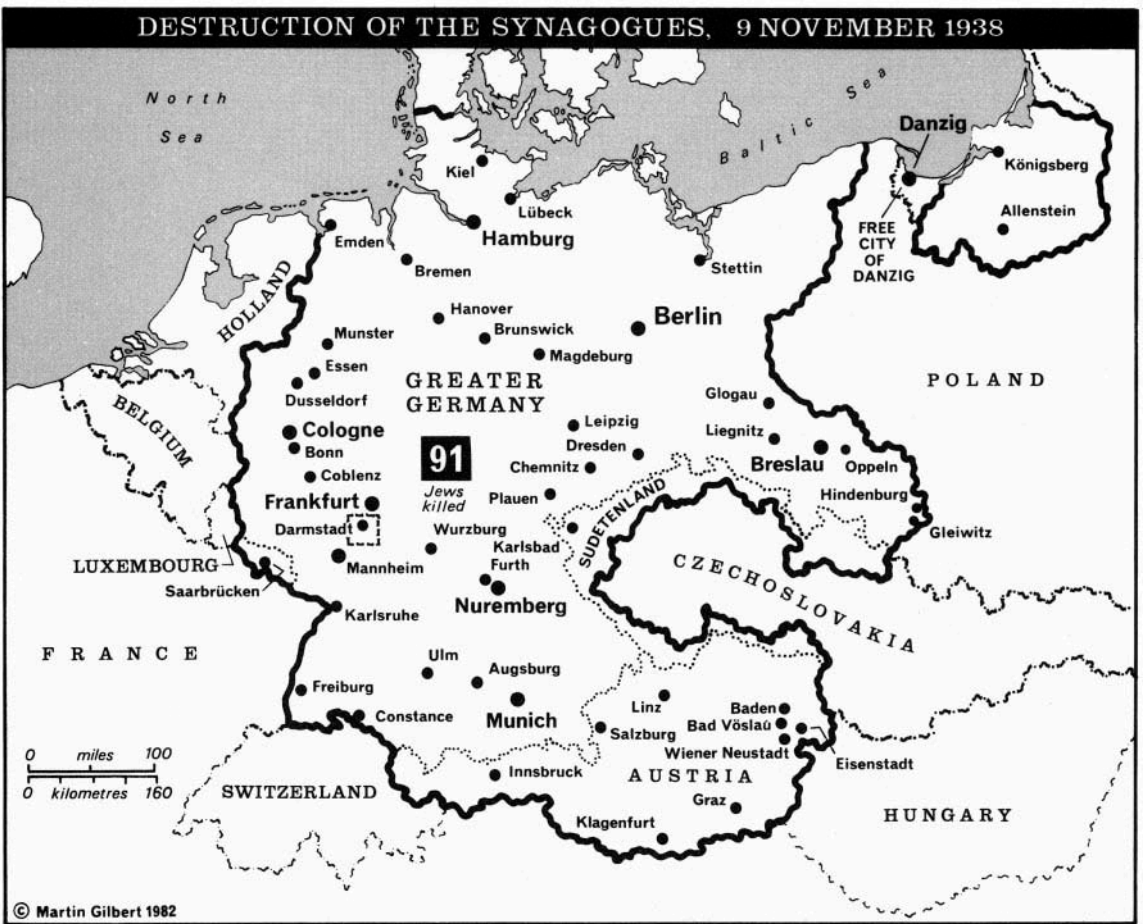 DESTRUCTION OF THE SYNAGOGUES, 9 NOVEMBER 1938
North
Sea
Baltic Sea
Danzig
Königsberg
Allenstein
FREE
CITY
OF
DANZIG
Kiel
Lübeck
Hamburg
Emden
Bremen
Stettin
HOLLAND
Hanover
Brunswick
Berlin
Munster
Magdeburg
Essen
Dusseldorf
GREATER
GERMANY
POLAND
BELGIUM
Glogau
Cologne
Leipzig
Liegnitz
Bonn
Dresden
Breslau
Oppeln
91
Jews
killed
Coblenz
Chemnitz
Plauen
Hindenburg
Frankfurt
SUDETENLAND
Darmstadt
Wurzburg
Gleiwitz
Karlsbad
Furth
LUXEMBOURG
Mannheim
CZECHOSLOVAKIA
Saarbrücken
Nuremberg
Karlsruhe
FRANCE
Ulm
Augsburg
Freiburg
Linz
Baden
Constance
Munich
Bad Vöslau
Salzburg
Wiener Neustadt
Eisenstadt
0 miles 100
0 kilometres 160
Innsbruck
AUSTRIA
SWITZERLAND
Graz
HUNGARY
Klagenfurt
© Martin Gilbert 1982